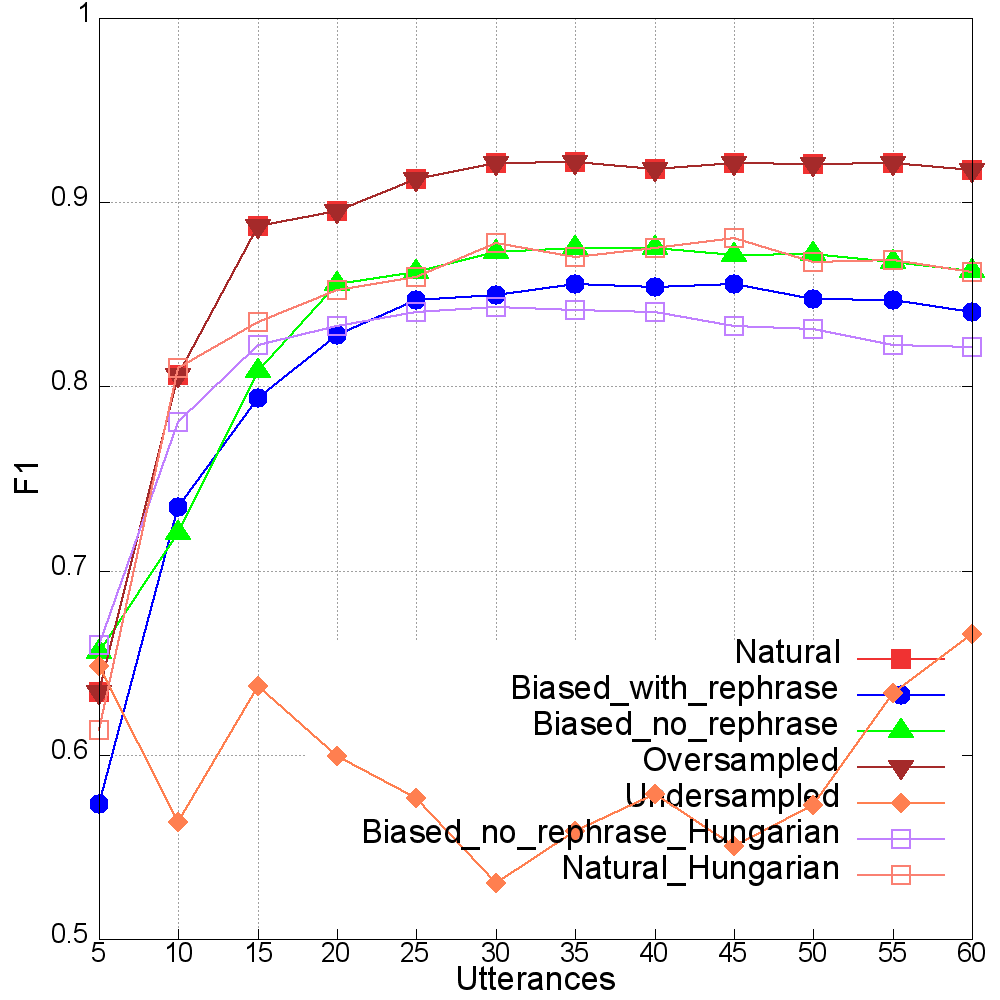 1
0.9
0.8
0.7
0.6
0.5
F1
Natural
Biased_with_rephrase
Biased_no_rephrase
Oversampled
Undersampled
Biased_no_rephrase_Hungarian
Natural_Hungarian
5 10 15 20 25 30 35 40 45 50 55 60
Utterances